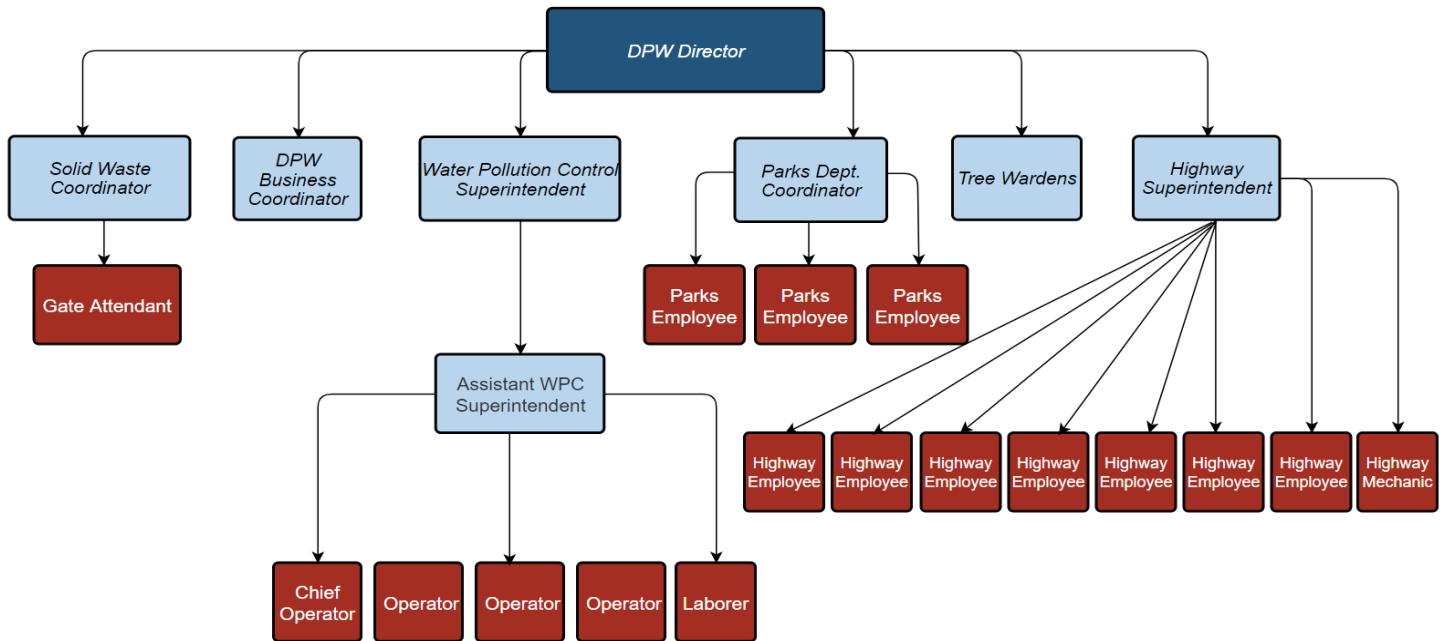 DPW Director
Solid Waste
Coordinator
DPW
Business
Coordinator
Water Pollution Control
Superintendent
Parks Dept.
Coordinator
Tree Wardens
Highway
Superintendent
Gate Attendant
Parks
Employee
Parks
Employee
Parks
Employee
Assistant WPC
Superintendent
Highway
Employee
Highway
Employee
Highway
Employee
Highway
Employee
Highway
Employee
Highway
Employee
Highway
Employee
Highway
Mechanic
Chief
Operator
Operator
Operator
Operator
Laborer